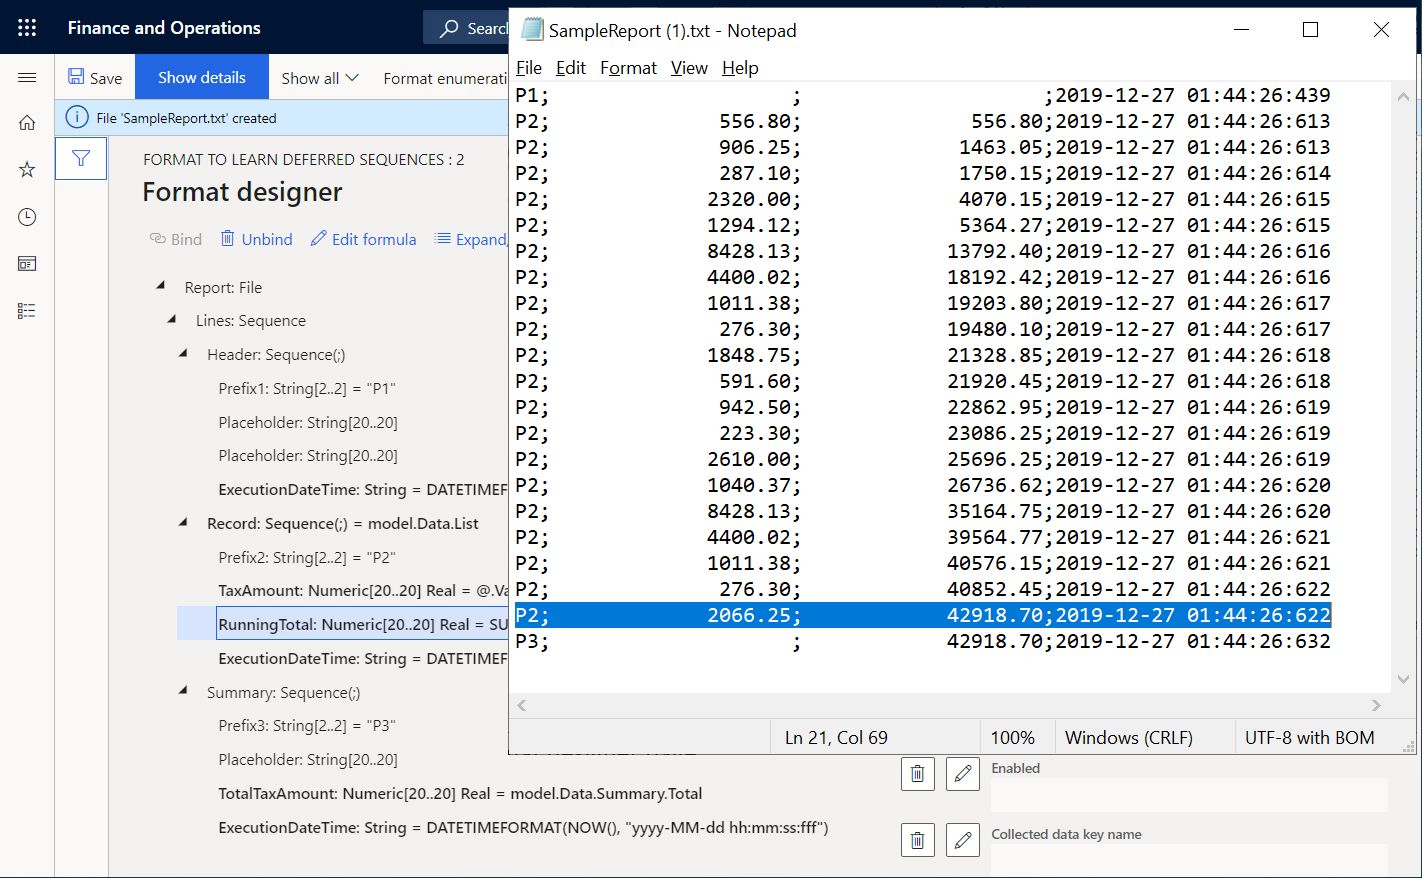 Finance and Operations
Search
Save
Show details
Show all
Format enumerati
File 'SampleReport.txt' created
FORMAT TO LEARN DEFERRED SEQUENCES : 2
Format designer
Bind
Unbind
Edit formula
Expand
Report: File
Lines: Sequence
Header: Sequence(;)
Prefix1: String[2..2] = "P1"
Placeholder: String[20..20]
Placeholder: String[20..20]
ExecutionDateTime: String = DATETIMEF
Record: Sequence(;) = model.Data.List
Prefix2: String[2..2] = "P2"
TaxAmount: Numeric[20..20] Real = @.Va
RunningTotal: Numeric[20..20] Real = SU
ExecutionDateTime: String = DATETIMEF
Summary: Sequence(;)
Prefix3: String[2..2] = "P3"
Placeholder: String[20..20]
TotalTaxAmount: Numeric[20..20] Real = model.Data.Summary.Total
ExecutionDateTime: String = DATETIMEFORMAT(NOW(), "yyyy-MM-dd hh:mm:ss:fff")
SampleReport (1).txt - Notepad
File Edit Format View Help
P1; ; ;2019-12-27 01:44:26:439
P2; 556.80; 556.80;2019-12-27 01:44:26:613
P2; 906.25; 1463.05;2019-12-27 01:44:26:613
P2; 287.10; 1750.15;2019-12-27 01:44:26:614
P2; 2320.00; 4070.15;2019-12-27 01:44:26:615
P2; 1294.12; 5364.27;2019-12-27 01:44:26:615
P2; 8428.13; 13792.40;2019-12-27 01:44:26:616
P2; 4400.02; 18192.42;2019-12-27 01:44:26:616
P2; 1011.38; 19203.80;2019-12-27 01:44:26:617
P2; 276.30; 19480.10;2019-12-27 01:44:26:617
P2; 1848.75; 21328.85;2019-12-27 01:44:26:618
P2; 591.60; 21920.45;2019-12-27 01:44:26:618
P2; 942.50; 22862.95;2019-12-27 01:44:26:619
P2; 223.30; 23086.25;2019-12-27 01:44:26:619
P2; 2610.00; 25696.25;2019-12-27 01:44:26:619
P2; 1040.37; 26736.62;2019-12-27 01:44:26:620
P2; 8428.13; 35164.75;2019-12-27 01:44:26:620
P2; 4400.02; 39564.77;2019-12-27 01:44:26:621
P2; 1011.38; 40576.15;2019-12-27 01:44:26:621
P2; 276.30; 40852.45;2019-12-27 01:44:26:622
P2; 2066.25; 42918.70;2019-12-27 01:44:26:622
P3; ; 42918.70;2019-12-27 01:44:26:632
Ln 21, Col 69
100%
Windows (CRLF)
UTF-8 with BOM
Enabled
Collected data key name